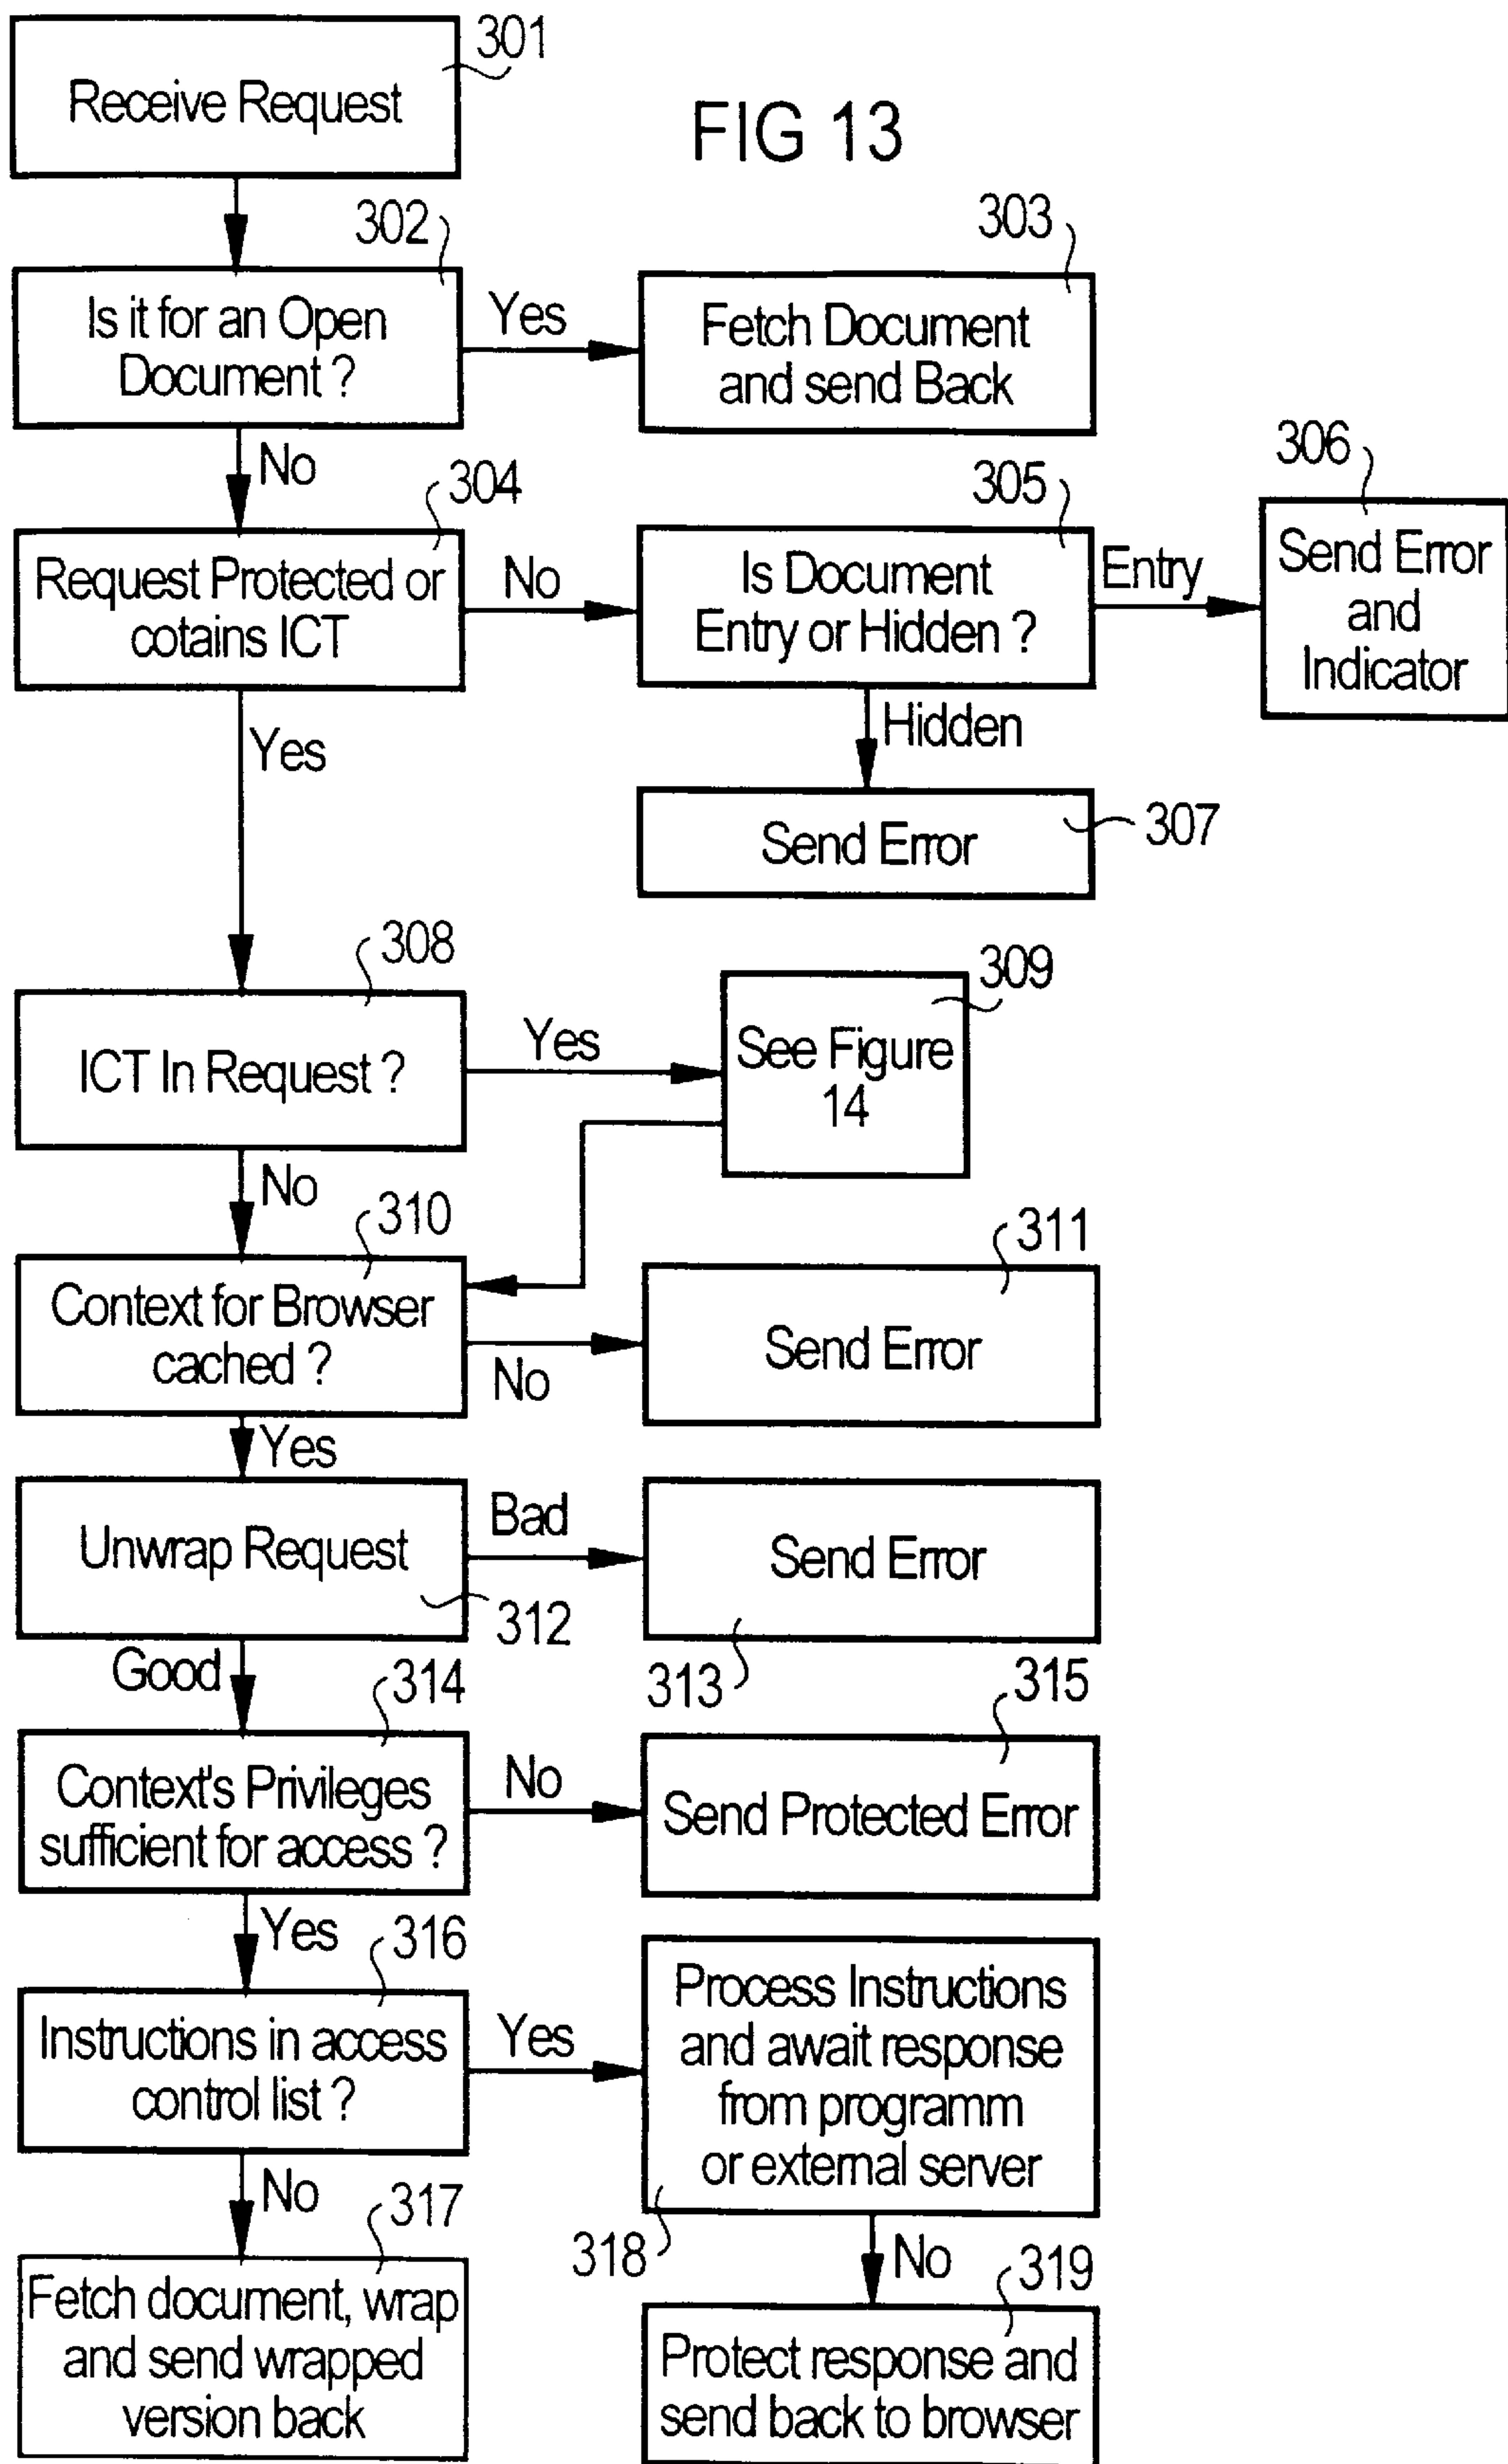 301
Receive Request
FIG 13
302
303
Is it for an Open
Document ?
Yes
Fetch Document
and send Back
No
304
305
306
Request Protected or
cotains ICT
No
Is Document
Entry or Hidden ?
Entry
Send Error
and
Indicator
Yes
Hidden
Send Error
307
308
309
ICT In Request ?
Yes
See Figure
14
No
310
311
Context for Browser
cached ?
No
Send Error
Yes
Unwrap Request
312
Bad
Send Error
313
Good
314
315
Context's Privileges
sufficient for access ?
No
Send Protected Error
Yes
316
Instructions in access
control list ?
Yes
Process Instructions
and await response
from programm
or external server
318
No
317
No
319
Fetch document, wrap
and send wrapped
version back
Protect response and
send back to browser